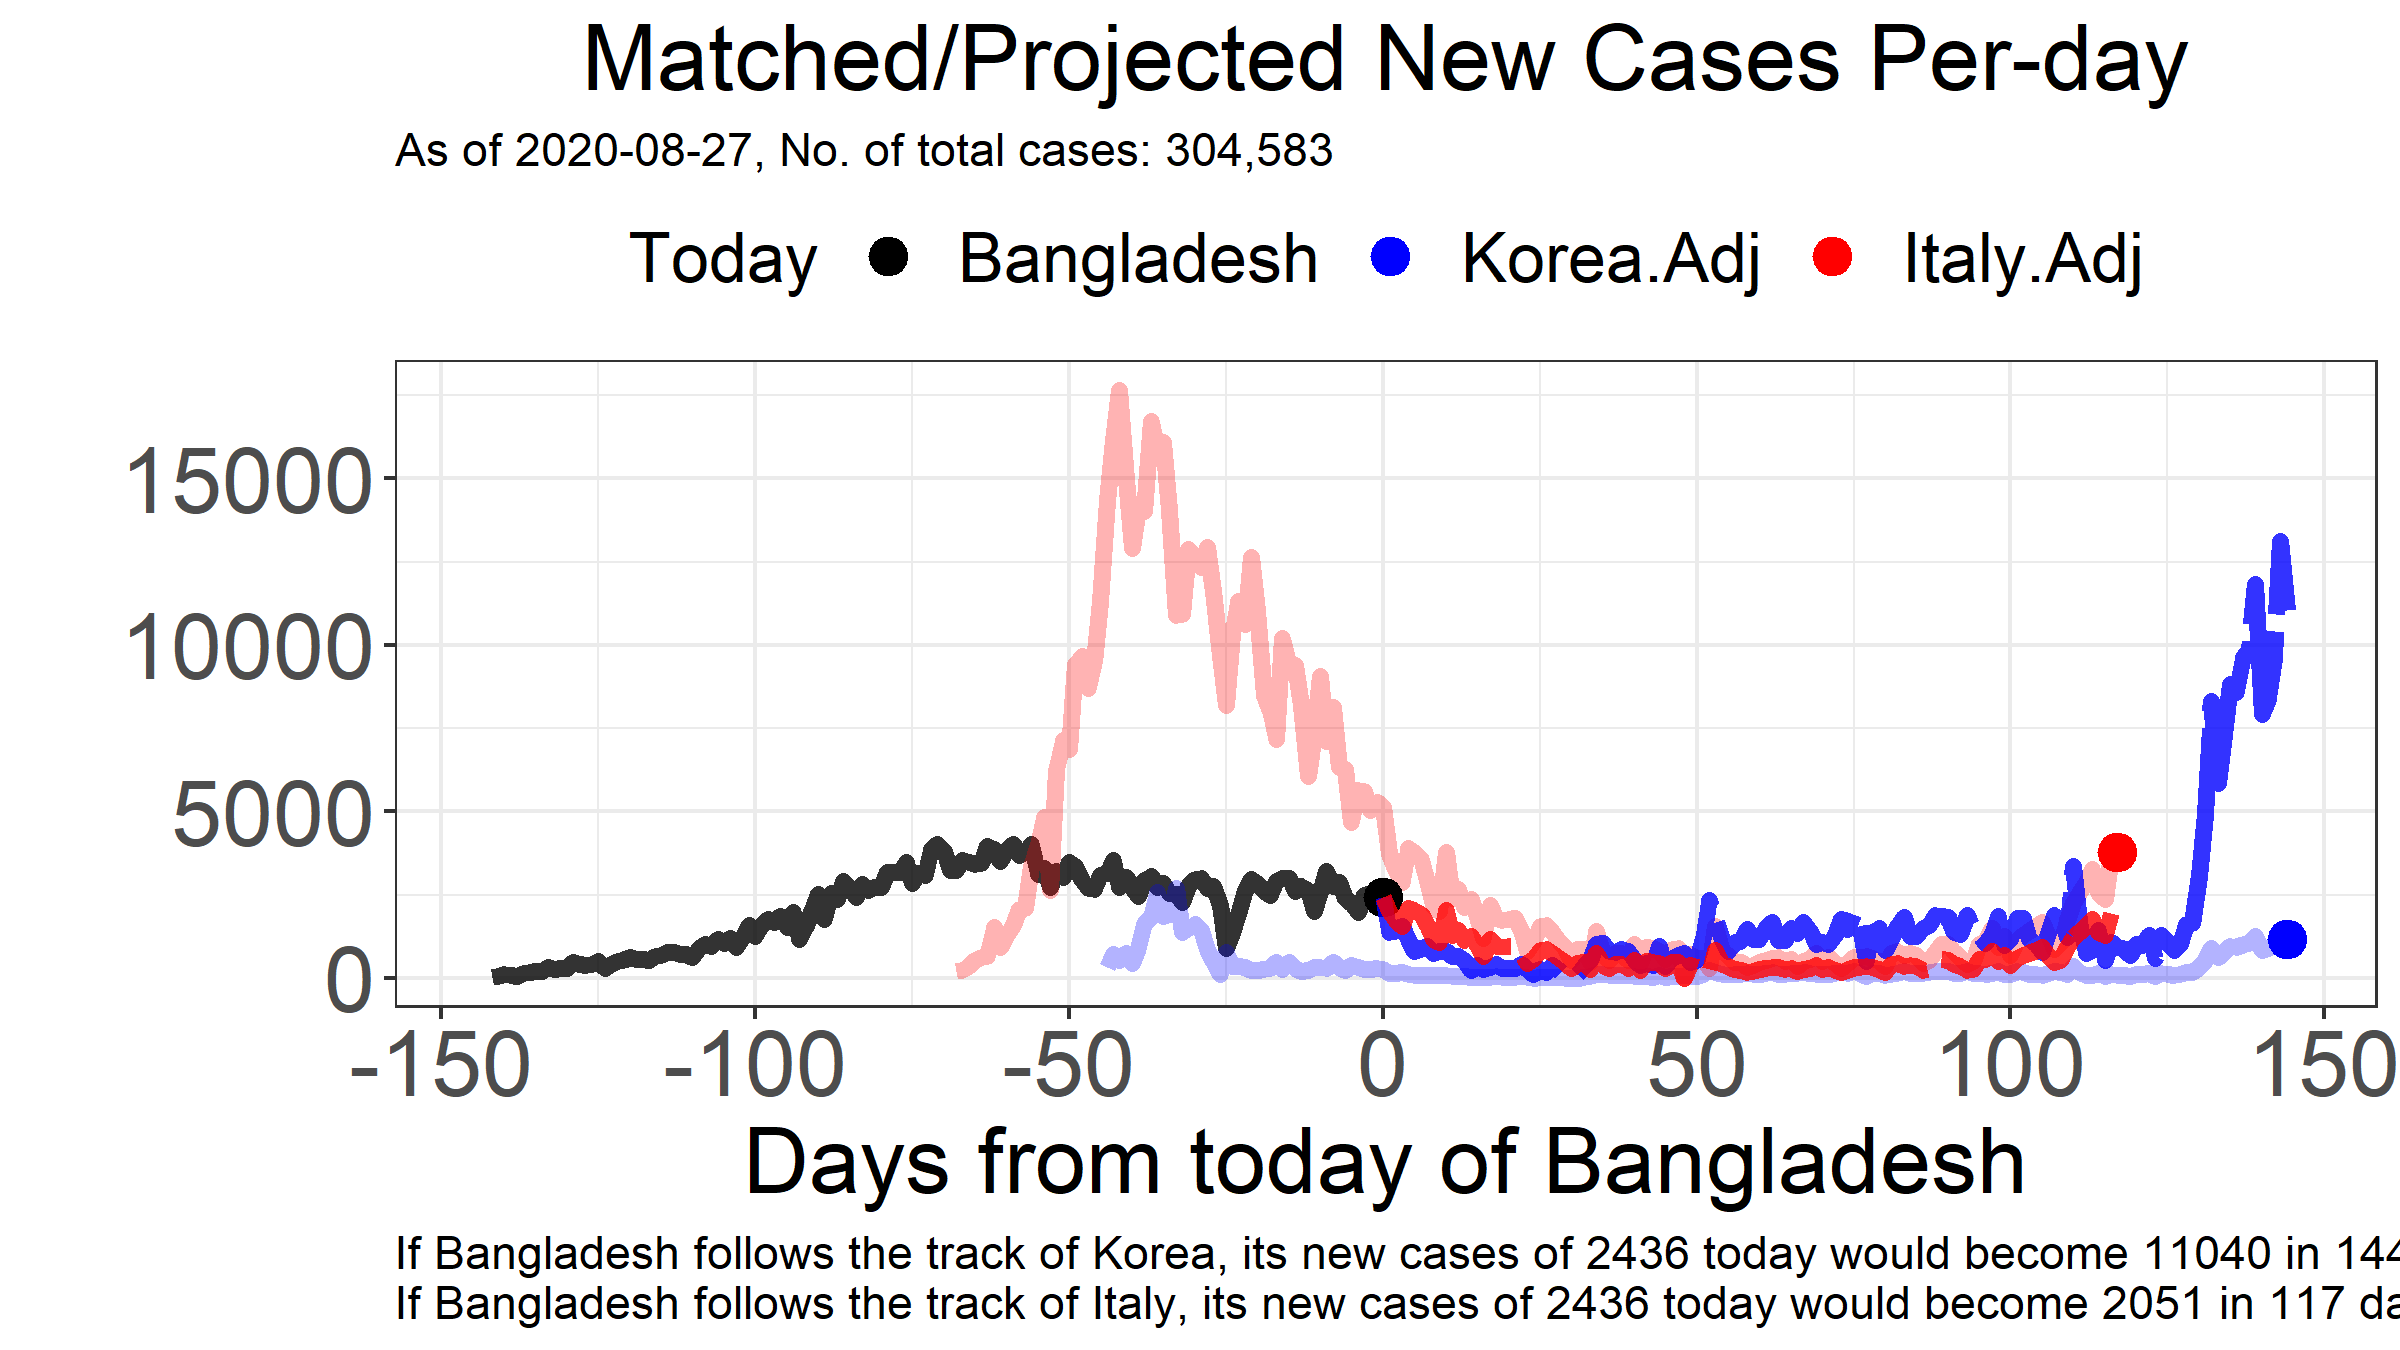 Matched/Projected New Cases Per-day
As of 2020-08-27, No. of total cases: 304,583
Today Bangladesh Korea.Adj Italy.Adj
15000
10000
5000
0
-150 -100 -50 0 50 100 150
Days from today of Bangladesh
If Bangladesh follows the track of Korea, its new cases of 2436 today would become 11040 in 144
If Bangladesh follows the track of Italy, its new cases of 2436 today would become 2051 in 117 da